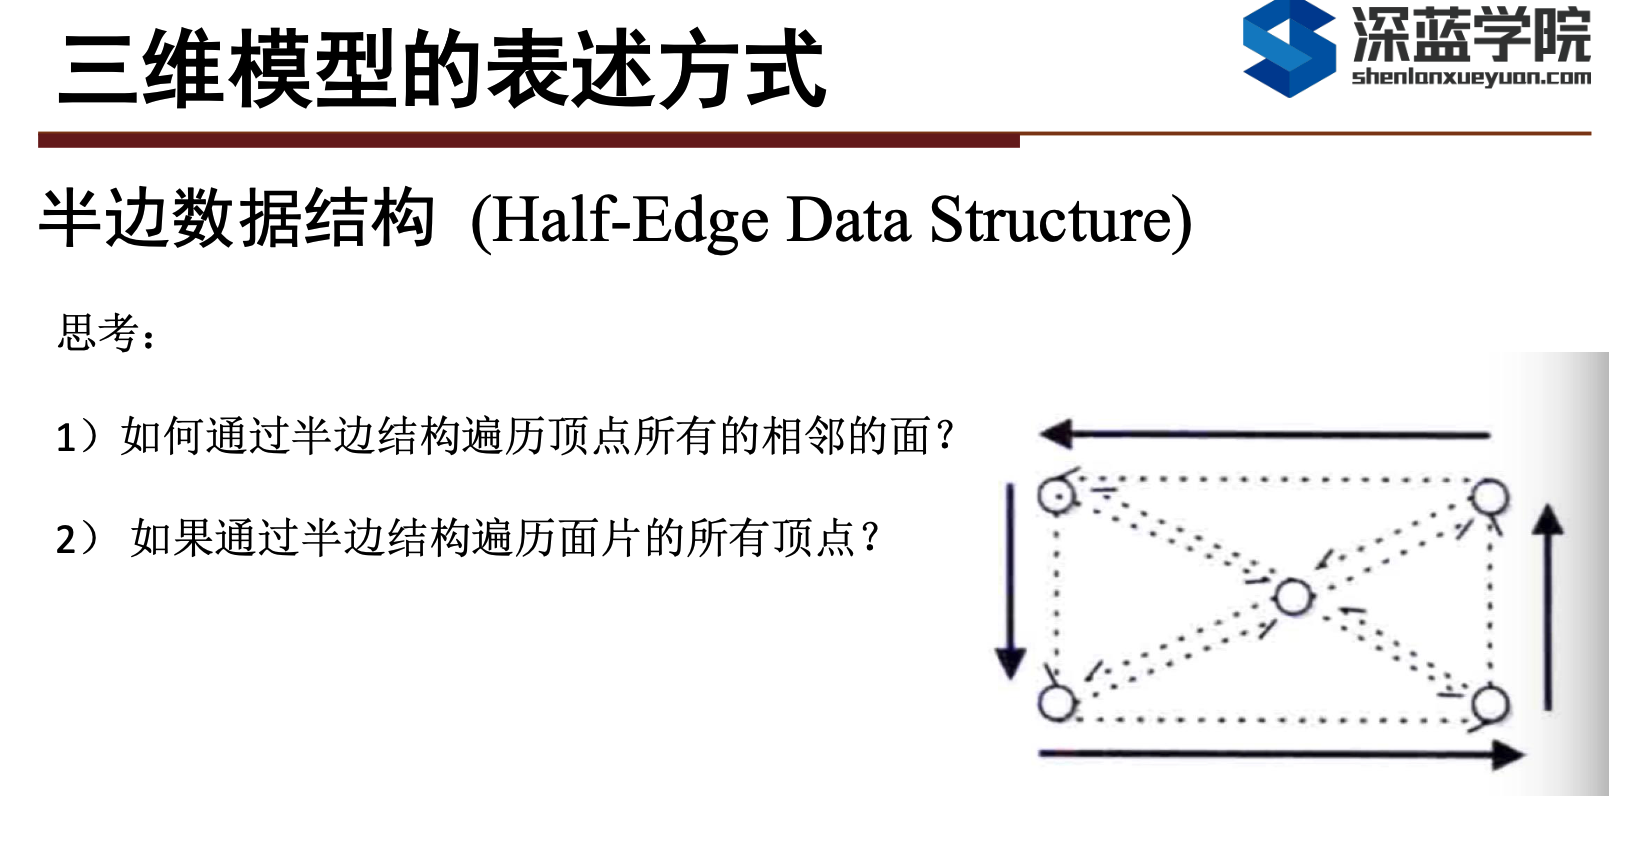 三维模型的表述方式
深蓝学院
shenlanxueyuan.com
半边数据结构 (Half-Edge Data Structure)
思考：
1）如何通过半边结构遍历顶点所有的相邻的面？
2） 如果通过半边结构遍历面片的所有顶点？